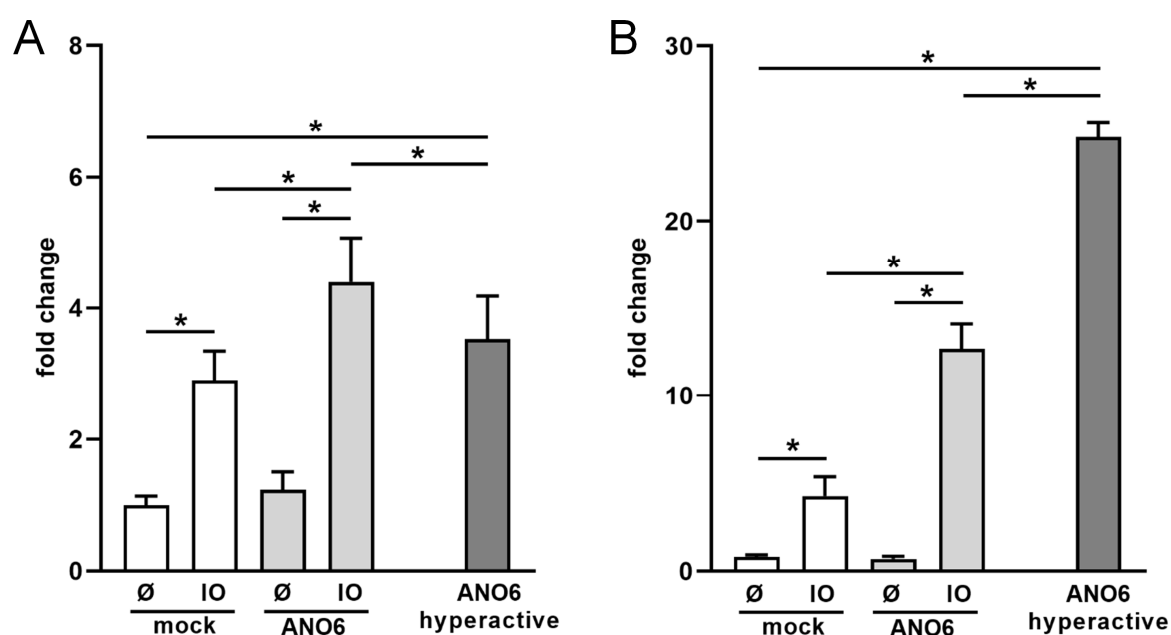 A
B
8
6
4
2
0
fold change
*
*
*
*
*
Ø
IO
Ø
IO
mock
ANO6
ANO6
hyperactive
30
20
10
0
fold change
*
*
*
*
*
Ø
IO
Ø
IO
mock
ANO6
ANO6
hyperactive